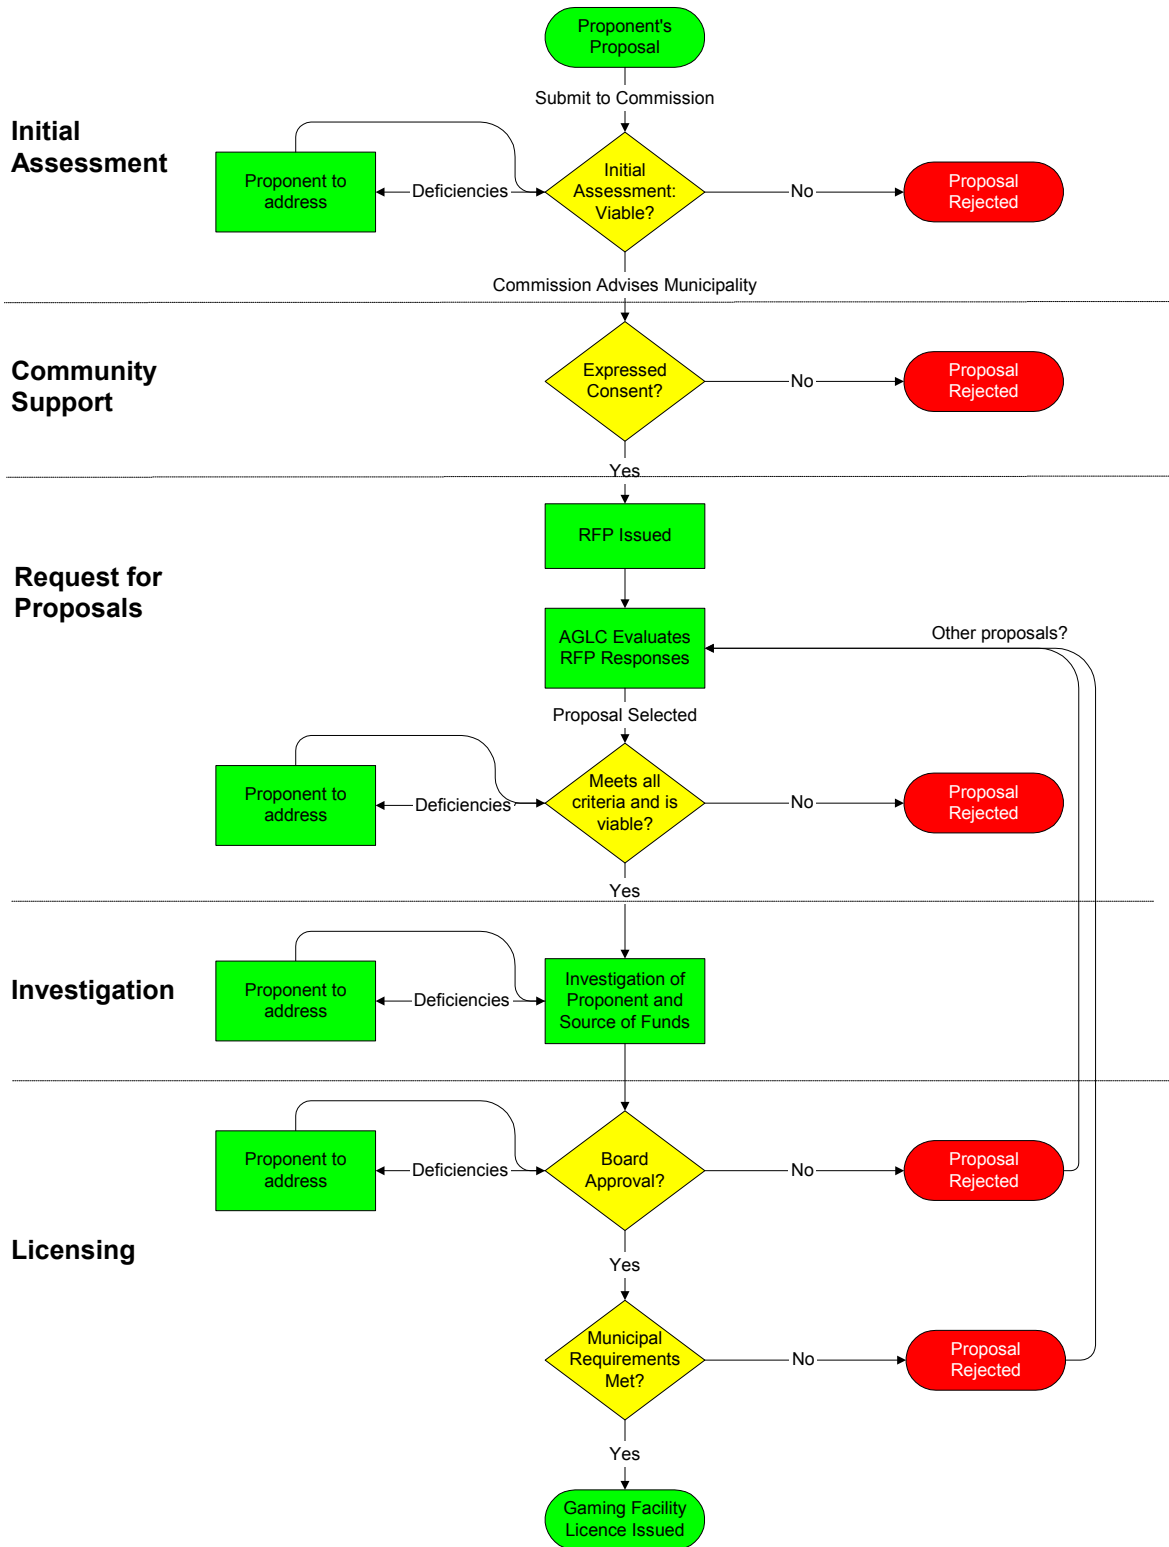 Proponent's
Proposal
Submit to Commission
Initial
Assessment
Proponent to
address
Deficiencies
Initial
Assessment:
Viable?
No
Proposal
Rejected
Commission Advises Municipality
Community
Support
Expressed
Consent?
No
Proposal
Rejected
Yes
RFP Issued
Request for
Proposals
AGLC Evaluates
RFP Responses
Other proposals?
Proposal Selected
Proponent to
address
Deficiencies
Meets all
criteria and is
viable?
No
Proposal
Rejected
Yes
Investigation
Proponent to
address
Deficiencies
Investigation of
Proponent and
Source of Funds
Licensing
Proponent to
address
Deficiencies
Board
Approval?
No
Proposal
Rejected
Yes
Municipal
Requirements
Met?
No
Proposal
Rejected
Yes
Gaming Facility
Licence Issued